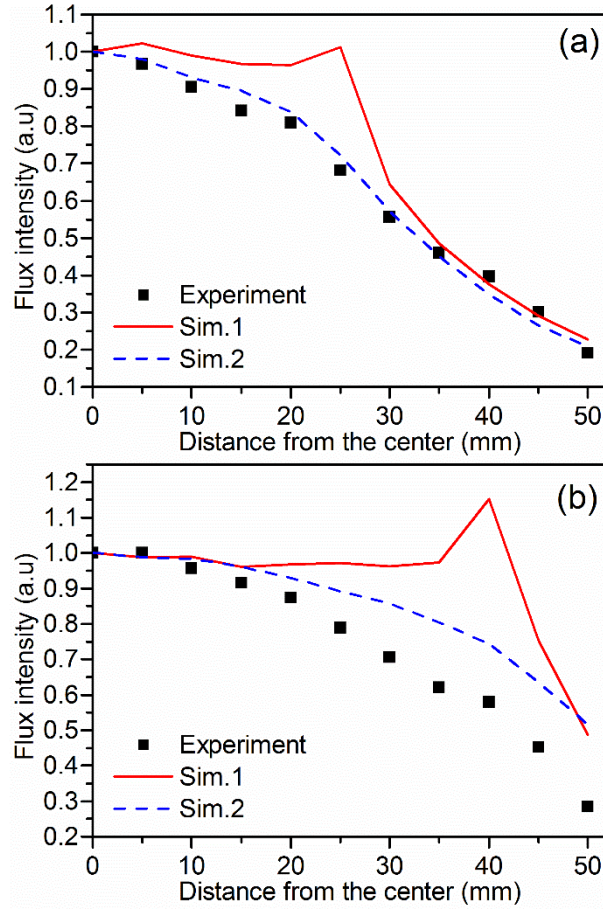 (a)
1.1
1.0
0.9
0.8
0.7
0.6
0.5
0.4
0.3
0.2
0.1
Flux intensity (a.u)
Experiment
Sim.1
Sim.2
0 10 20 30 40 50
Distance from the center (mm)
(b)
1.2
1.1
1.0
0.9
0.8
0.7
0.6
0.5
0.4
0.3
0.2
Flux intensity (a.u)
Experiment
Sim.1
Sim.2
0 10 20 30 40 50
Distance from the center (mm)